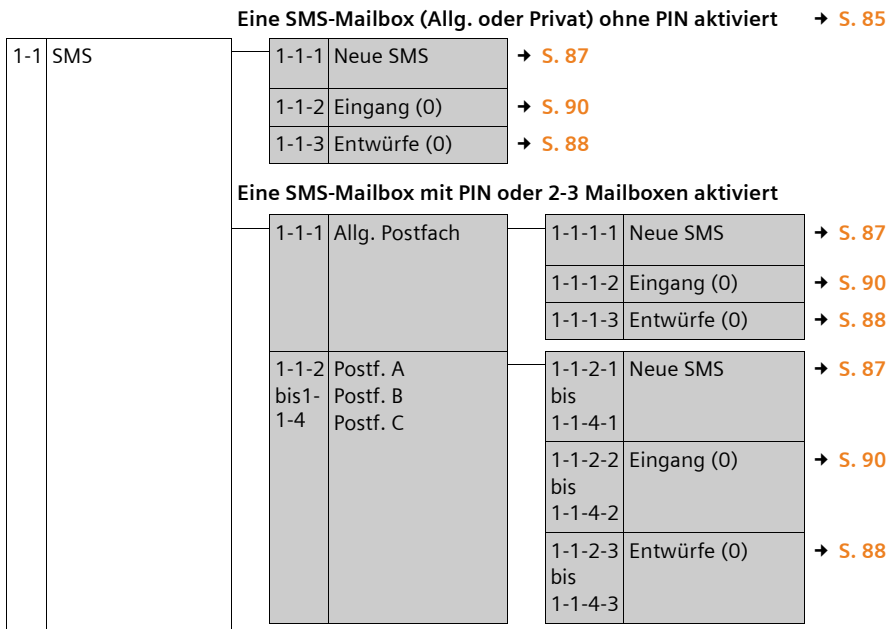 Eine SMS-Mailbox (Allg. oder Privat) ohne PIN aktiviert ➜ S. 85
1-1 SMS 1-1-1 Neue SMS ➜ S. 87
1-1-2 Eingang (0) ➜ S. 90
1-1-3 Entwürfe (0) ➜ S. 88
Eine SMS-Mailbox mit PIN oder 2-3 Mailboxen aktiviert
1-1-1 Allg. Postfach 1-1-1-1 Neue SMS ➜ S. 87
1-1-1-2 Eingang (0) ➜ S. 90
1-1-1-3 Entwürfe (0) ➜ S. 88
1-1-2 Postf. A 1-1-2-1 Neue SMS ➜ S. 87
bis1- Postf. B bis
1-4 Postf. C 1-1-4-1
1-1-2-2 Eingang (0) ➜ S. 90
bis
1-1-4-2
1-1-2-3 Entwürfe (0) ➜ S. 88
bis
1-1-4-3